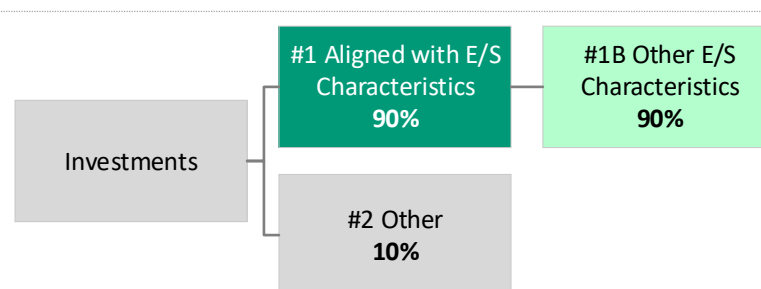 #1 Aligned with E/S
Characteristics
90%
#1B Other E/S
Characteristics
90%
Investments
#2 Other
10%